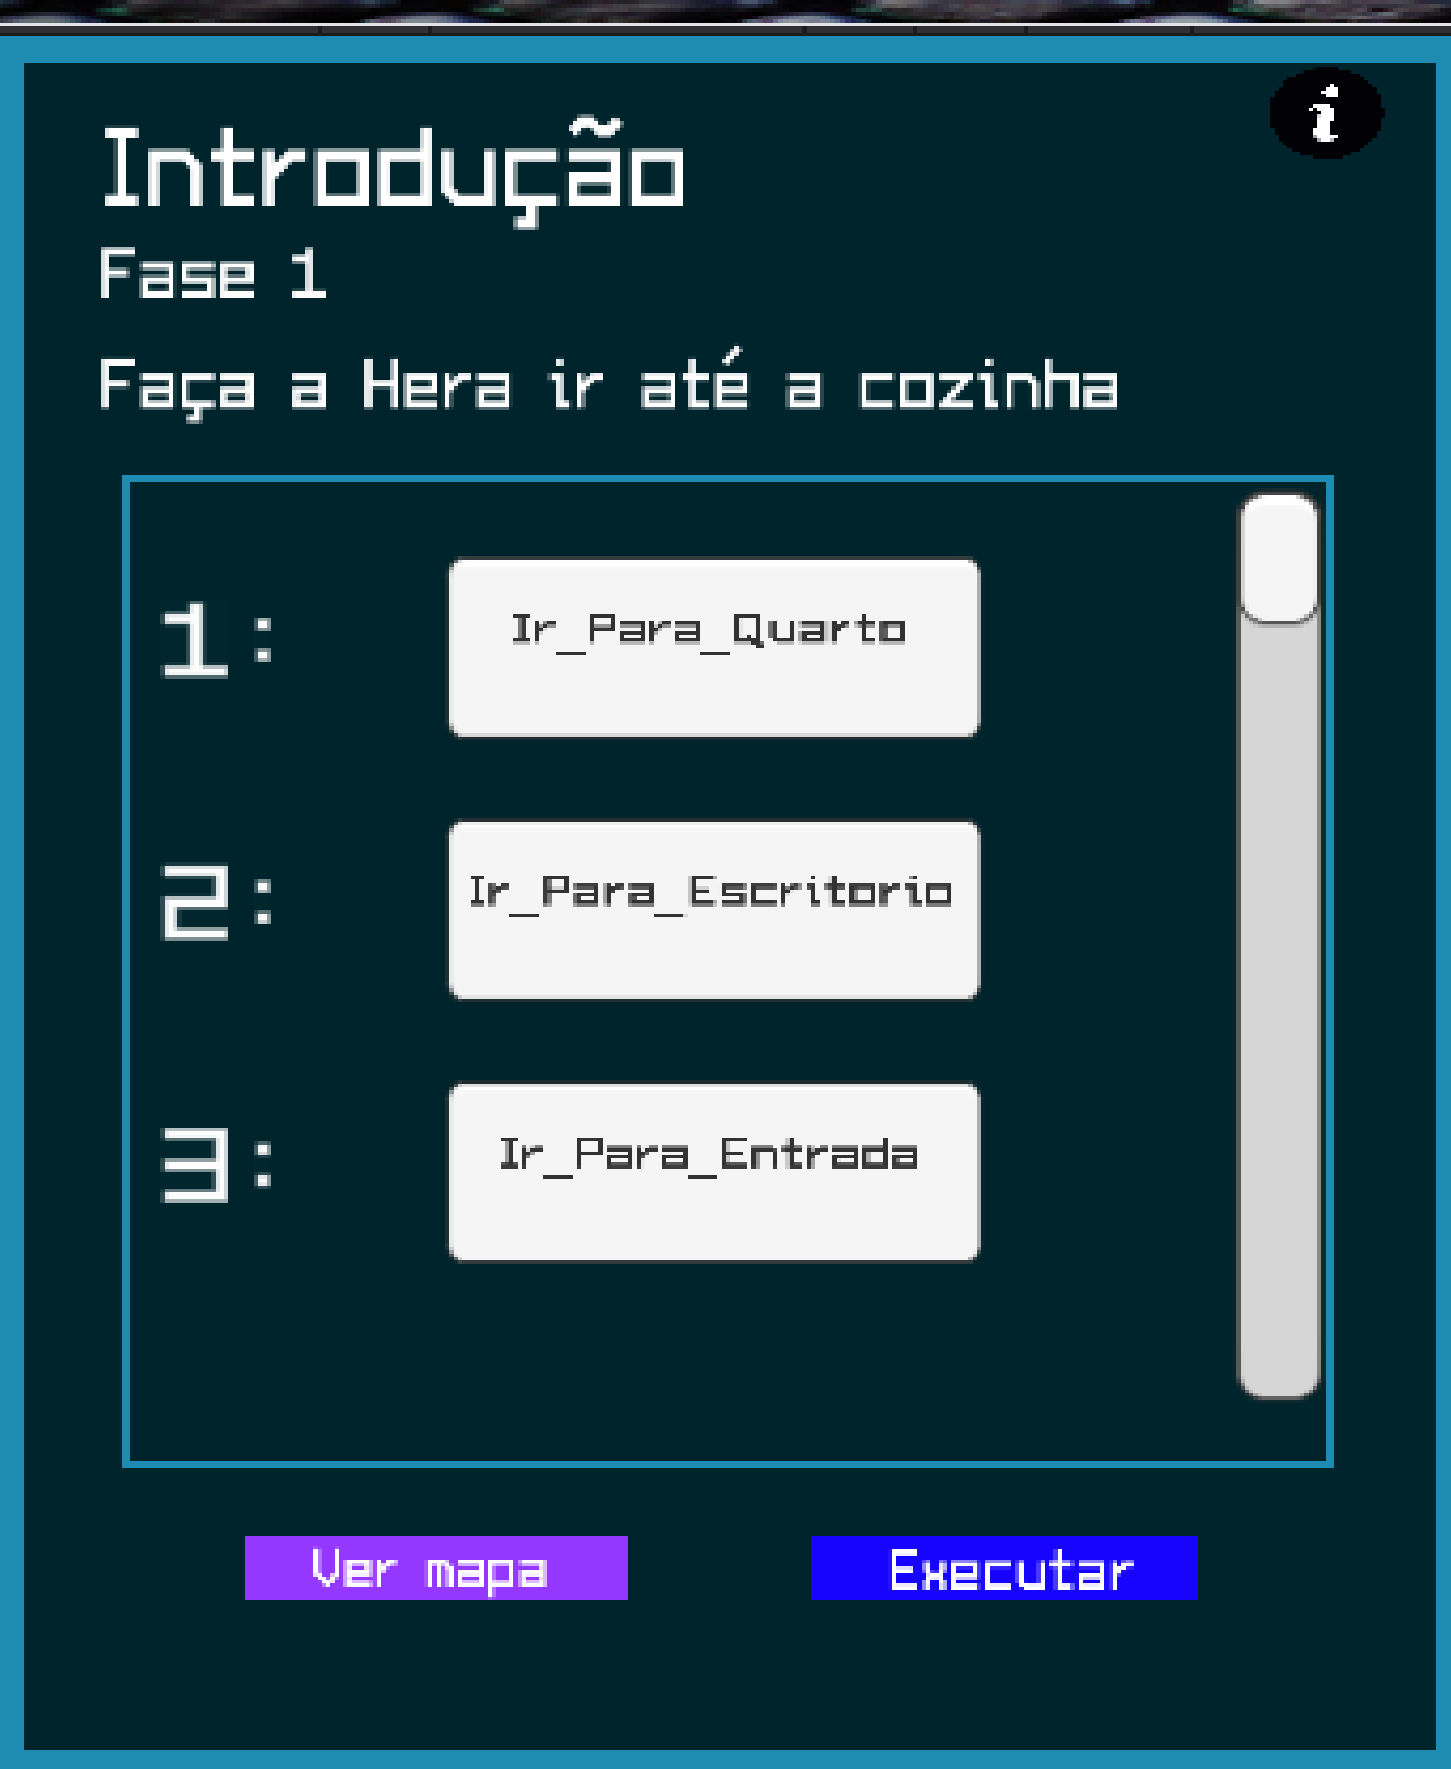 i
Introdução
Fase 1
Faça a Hera ir até a cozinha
1:
Ir_Para_Quarto
2:
Ir_Para_Escritorio
3:
Ir_Para_Entrada
Ver mapa
Executar